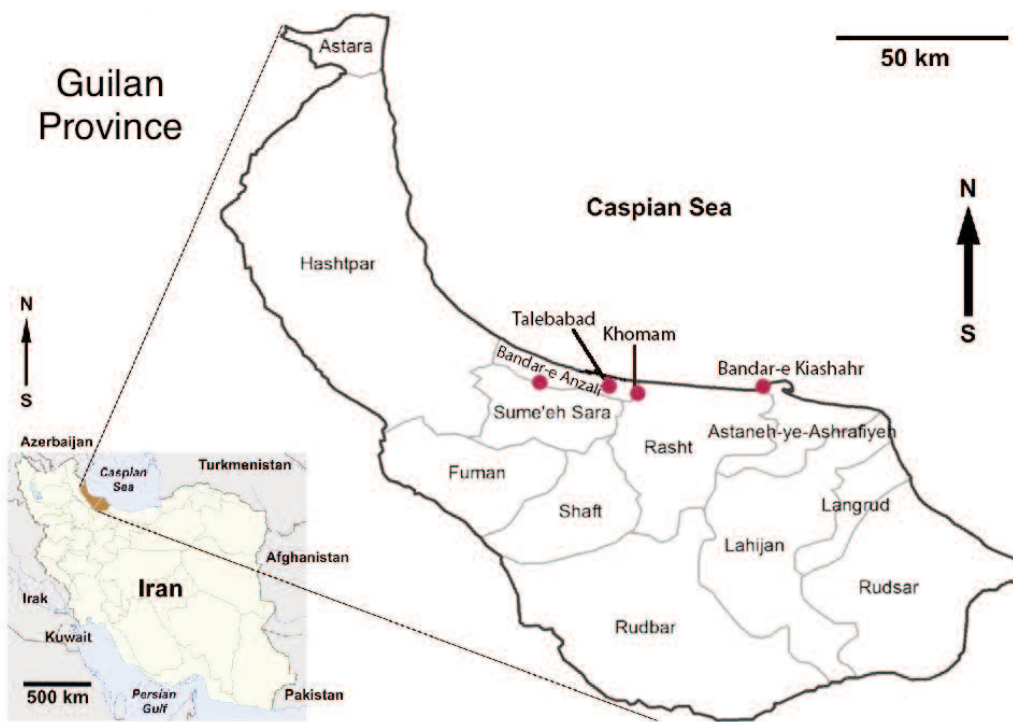 Guilan
Province
Astara
50 km
Caspian Sea
N
S
Hashtpar
Talebabad
Khomam
Bandar-e Anzali
Bandar-e Kiashahr
Sume'eh Sara
Rasht
Astaneh-ye-Ashrafiyeh
Fuman
Shaft
Langrud
Lahijan
Rudsar
Rudbar
N
S
Azerbaijan
Caspian
Sea
Turkmenistan
Afghanistan
Iran
Irak
Kuwait
500 km
Persian
Gulf
Pakistan